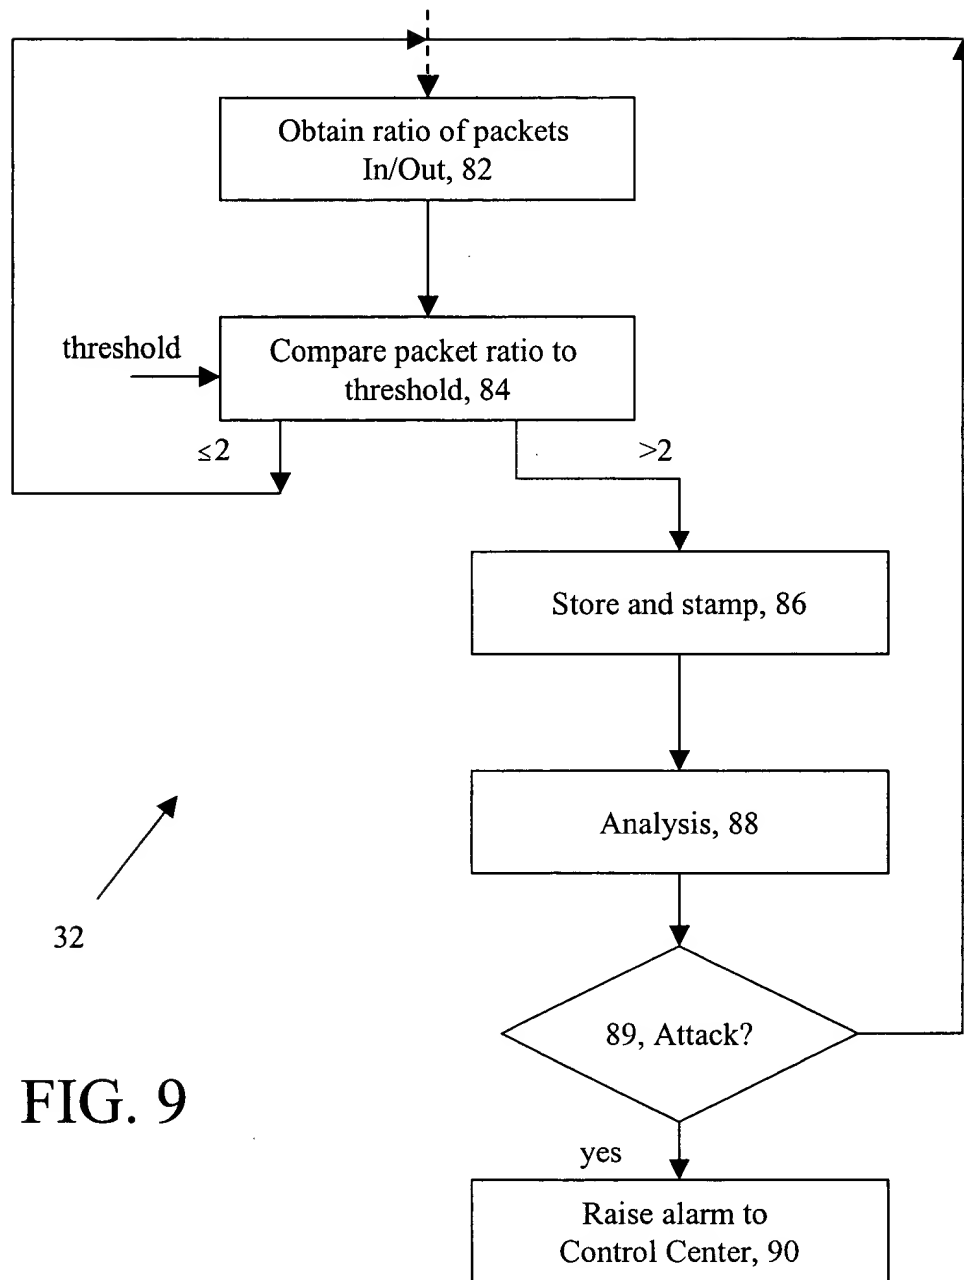 Obtain ratio of packets
In/Out, 82
threshold
Compare packet ratio to
threshold, 84
≤2
>2
Store and stamp, 86
Analysis, 88
32
89, Attack?
FIG. 9
yes
Raise alarm to
Control Center, 90